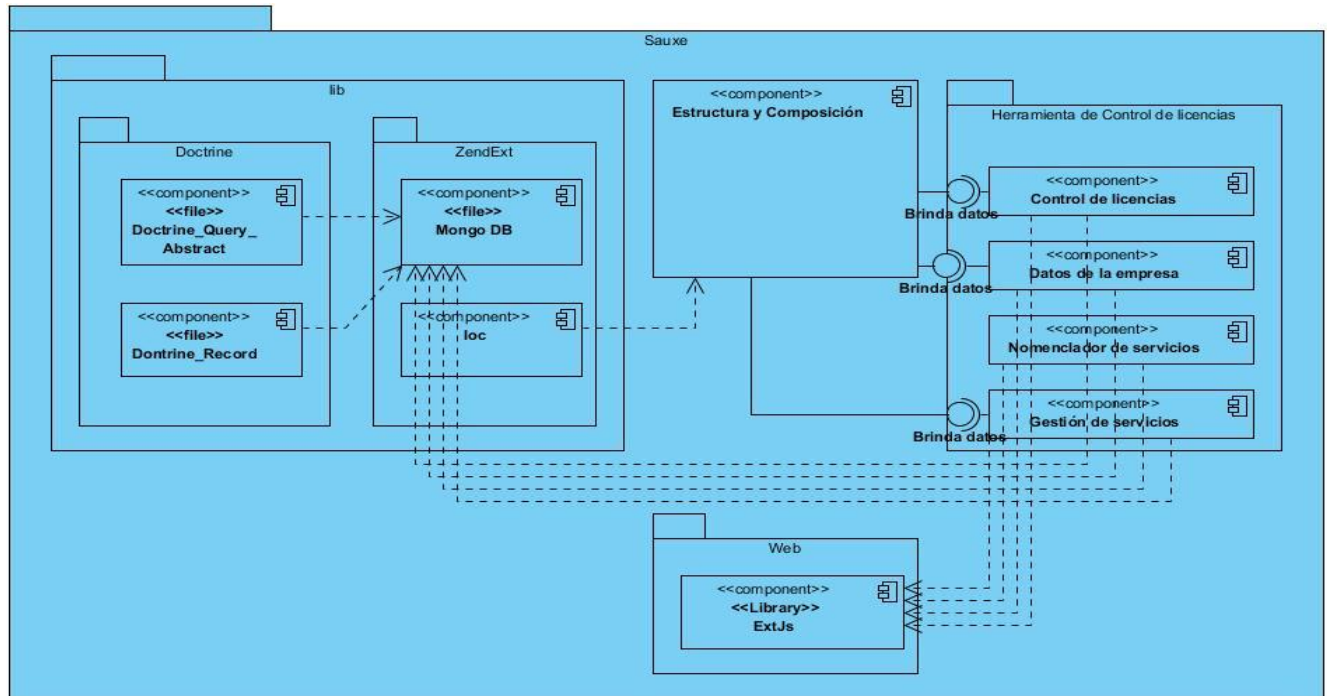 Sauxe
lib
Doctrine
<<component>>
<<file>>
Doctrine_Query_
Abstract
<<component>>
<<file>>
Dontrine_Record
ZendExt
<<component>>
<<file>>
Mongo DB
<<component>>
Ioc
<<component>>
Estructura y Composición
Herramienta de Control de licencias
<<component>>
Control de licencias
Brinda datos
<<component>>
Datos de la empresa
Brinda datos
<<component>>
Nomenclador de servicios
<<component>>
Gestión de servicios
Brinda datos
Web
<<component>>
<<Library>>
ExtJs